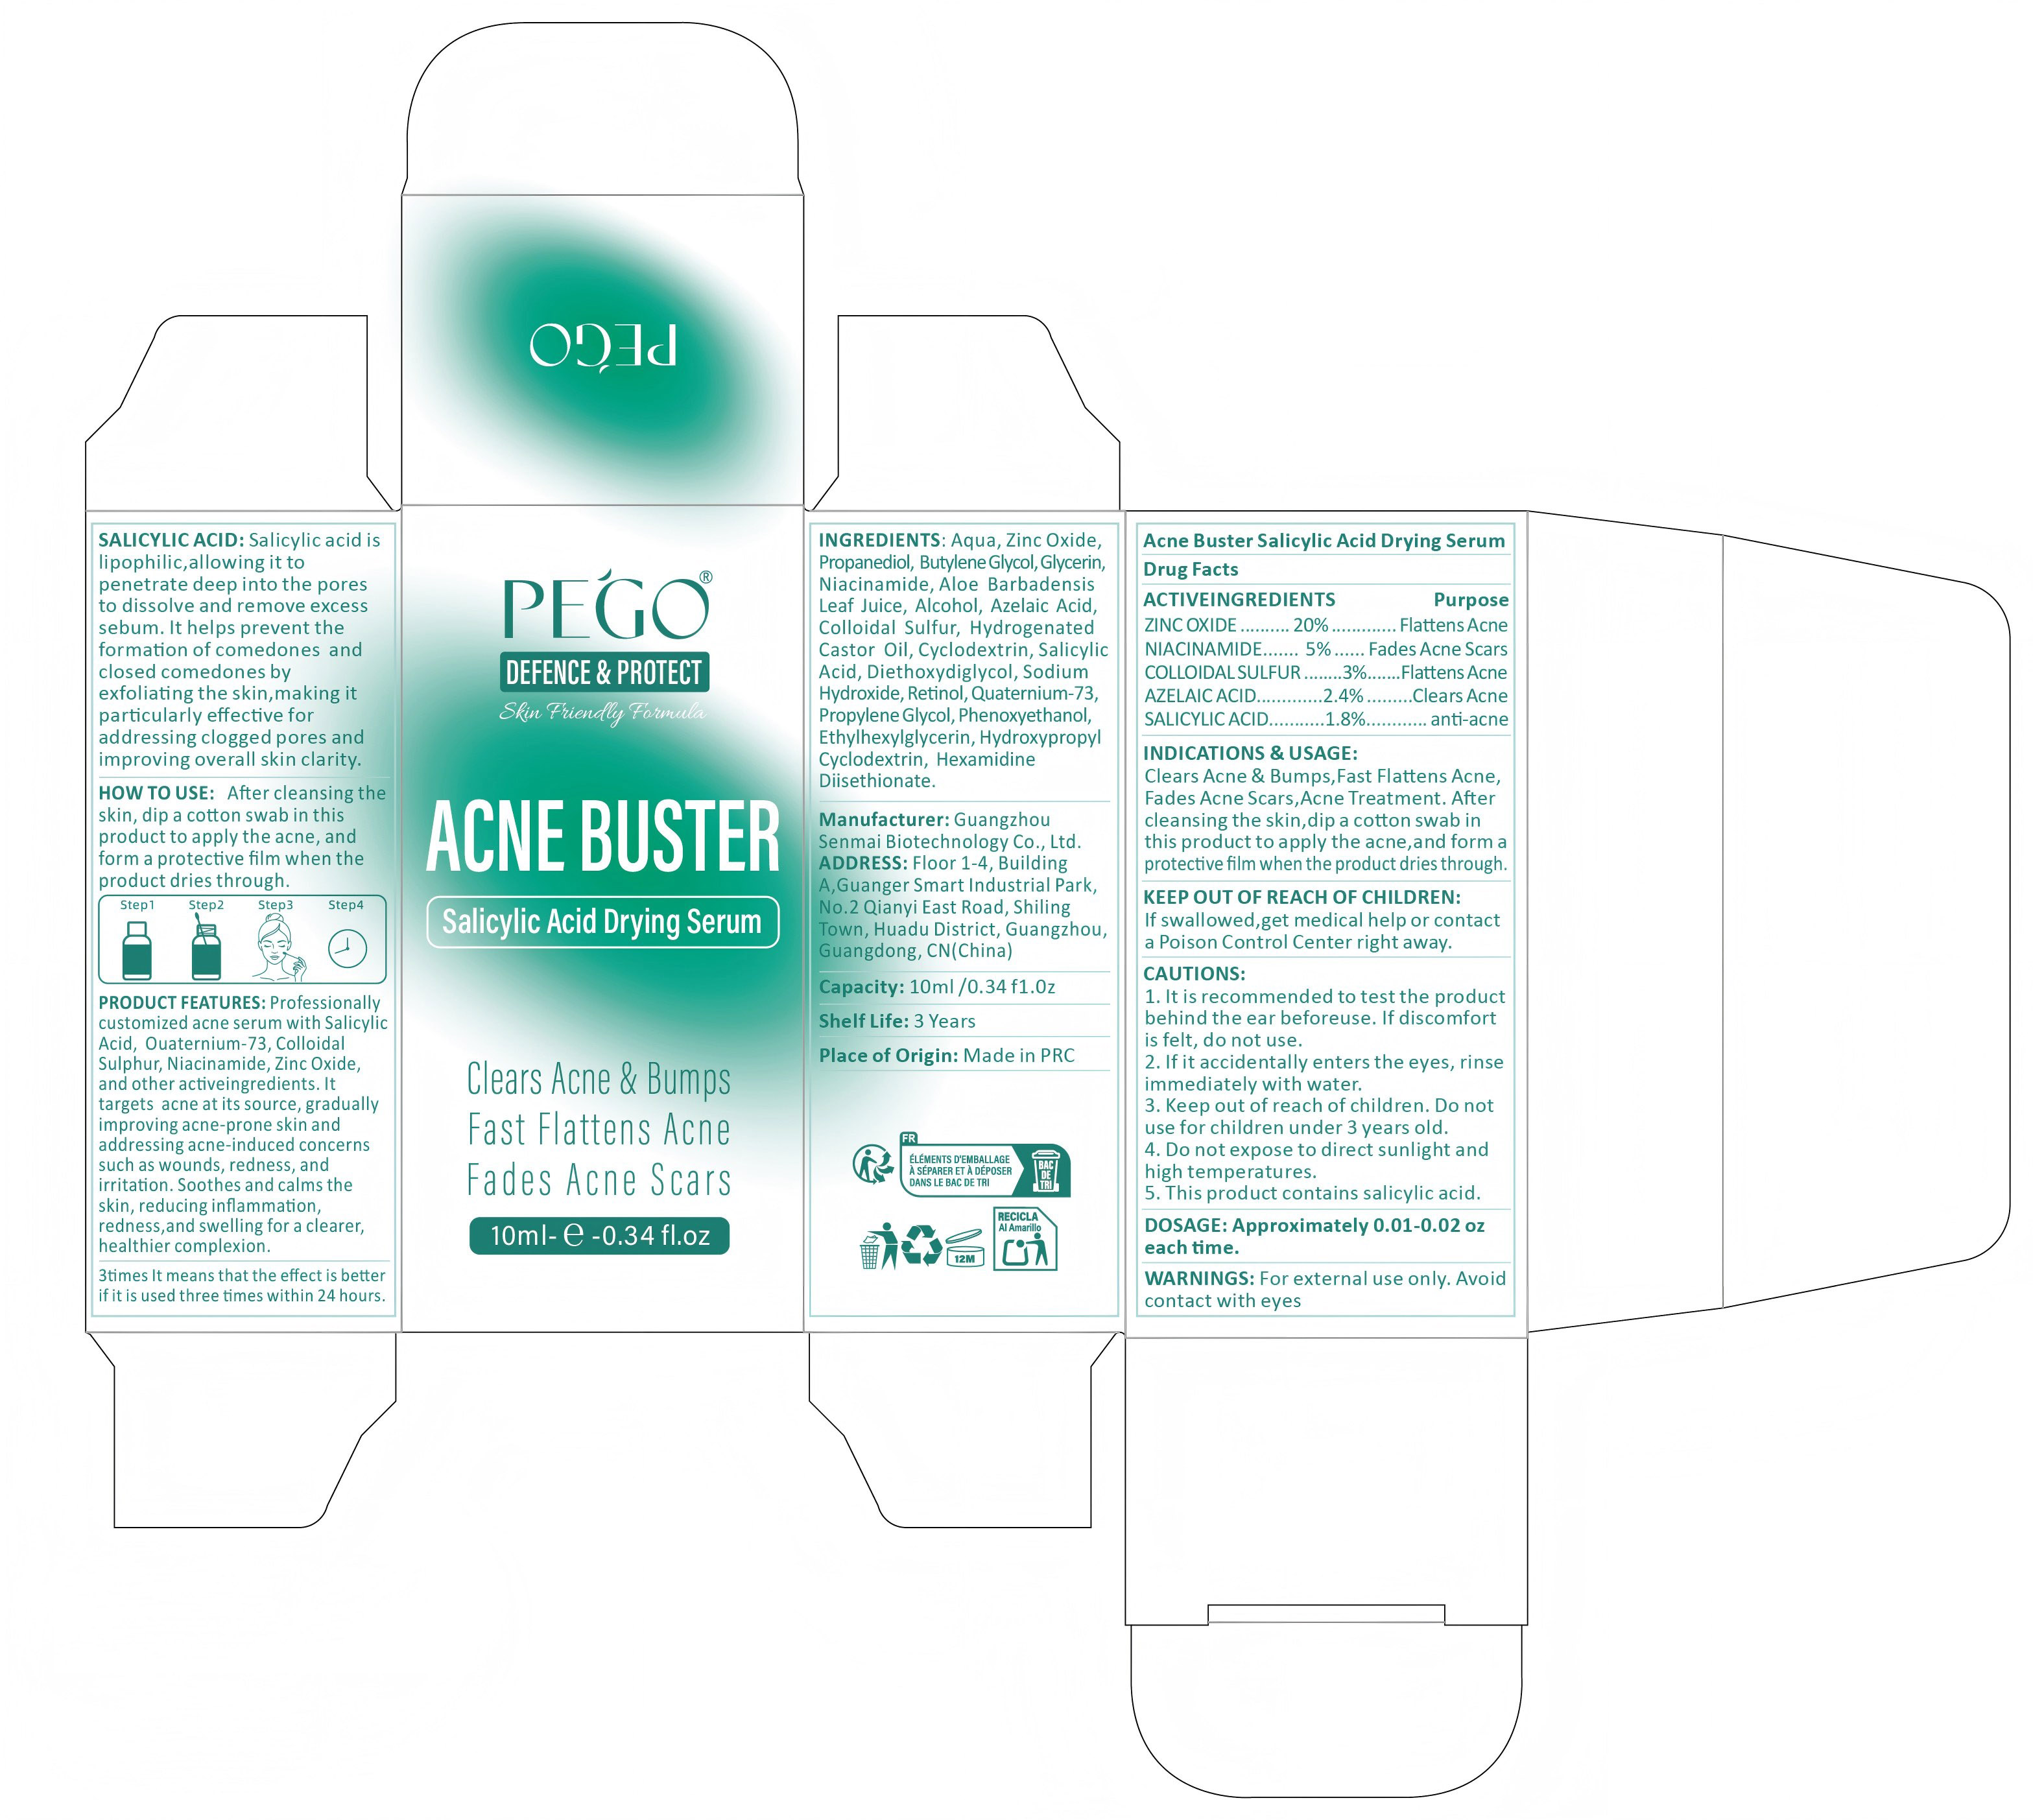 PEGO
SALICYLIC ACID: Salicylic acid is
lipophilic,allowing it to
penetrate deep into the pores
to dissolve and remove excess
sebum. It helps prevent the
formation of comedones and
closed comedones by
exfoliating the skin,making it
particularly effective for
addressing clogged pores and
improving overall skin clarity.
HOW TO USE: After cleansing the
skin, dip a cotton swab in this
product to apply the acne, and
form a protective film when the
product dries through.
Step1 Step2 Step3 Step4
PRODUCT FEATURES: Professionally
customized acne serum with Salicylic
Acid, Ouaternium-73, Colloidal
Sulphur, Niacinamide, Zinc Oxide,
and other activeingredients. It
targets acne at its source, gradually
improving acne-prone skin and
addressing acne-induced concerns
such as wounds, redness, and
irritation. Soothes and calms the
skin, reducing inflammation,
redness,and swelling for a clearer,
healthier complexion.
3times It means that the effect is better
if it is used three times within 24 hours.
PEGO®
DEFENCE & PROTECT
Skin Friendly Formula
ACNE BUSTER
Salicylic Acid Drying Serum
Clears Acne & Bumps
Fast Flattens Acne
Fades Acne Scars
10ml- ℮ -0.34 fl.oz
INGREDIENTS: Aqua, Zinc Oxide,
Propanediol, Butylene Glycol, Glycerin,
Niacinamide, Aloe Barbadensis
Leaf Juice, Alcohol, Azelaic Acid,
Colloidal Sulfur, Hydrogenated
Castor Oil, Cyclodextrin, Salicylic
Acid, Diethoxydiglycol, Sodium
Hydroxide, Retinol, Quaternium-73,
Propylene Glycol, Phenoxyethanol,
Ethylhexylglycerin, Hydroxypropyl
Cyclodextrin, Hexamidine
Diisethionate.
Manufacturer: Guangzhou
Senmai Biotechnology Co., Ltd.
ADDRESS: Floor 1-4, Building
A,Guanger Smart Industrial Park,
No.2 Qianyi East Road, Shiling
Town, Huadu District, Guangzhou,
Guangdong, CN(China)
Capacity: 10ml /0.34 f1.0z
Shelf Life: 3 Years
Place of Origin: Made in PRC
FR
ÉLÉMENTS D'EMBALLAGE
À SÉPARER ET À DÉPOSER
DANS LE BAC DE TRI
BAC
DE
TRI
12M
RECICLA
Al Amarillo
Acne Buster Salicylic Acid Drying Serum
Drug Facts
ACTIVEINGREDIENTS Purpose
ZINC OXIDE .......... 20% ............. Flattens Acne
NIACINAMIDE....... 5% ...... Fades Acne Scars
COLLOIDAL SULFUR ........3%.......Flattens Acne
AZELAIC ACID.............2.4% .........Clears Acne
SALICYLIC ACID...........1.8%............ anti-acne
INDICATIONS & USAGE:
Clears Acne & Bumps,Fast Flattens Acne,
Fades Acne Scars,Acne Treatment. After
cleansing the skin,dip a cotton swab in
this product to apply the acne,and form a
protective film when the product dries through.
KEEP OUT OF REACH OF CHILDREN:
If swallowed,get medical help or contact
a Poison Control Center right away.
CAUTIONS:
1. It is recommended to test the product
behind the ear beforeuse. If discomfort
is felt, do not use.
2. If it accidentally enters the eyes, rinse
immediately with water.
3. Keep out of reach of children. Do not
use for children under 3 years old.
4. Do not expose to direct sunlight and
high temperatures.
5. This product contains salicylic acid.
DOSAGE: Approximately 0.01-0.02 oz
each time.
WARNINGS: For external use only. Avoid
contact with eyes